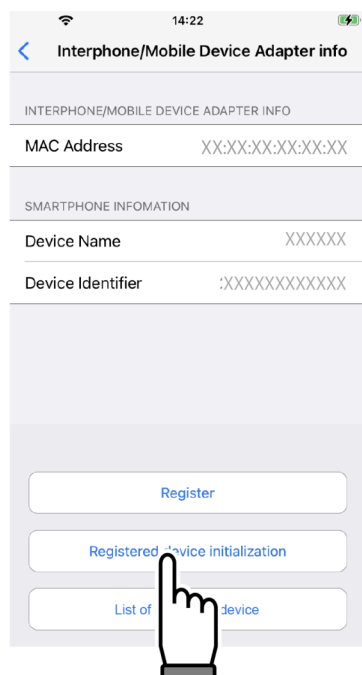 14:22
Interphone/Mobile Device Adapter info
INTERPHONE/MOBILE DEVICE ADAPTER INFO
MAC Address XX:XX:XX:XX:XX:XX
SMARTPHONE INFOMATION
Device Name XXXXXX
Device Identifier :XXXXXXXXXXXX
Register
Registered device initialization
List of device